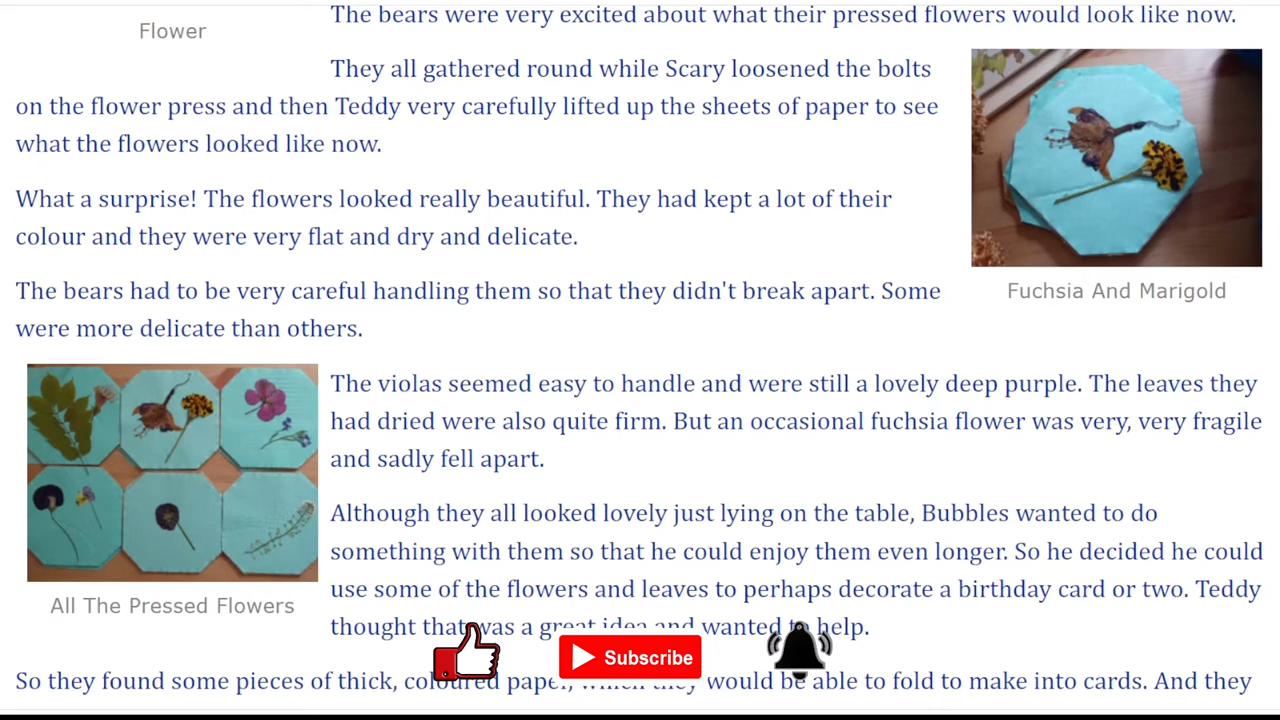 Flower
The bears were very excited about what their pressed flowers would look like now.
They all gathered round while Scary loosened the bolts
on the flower press and then Teddy very carefully lifted up the sheets of paper to see
what the flowers looked like now.
What a surprise! The flowers looked really beautiful. They had kept a lot of their
colour and they were very flat and dry and delicate.
The bears had to be very careful handling them so that they didn't break apart. Some
were more delicate than others.
Fuchsia And Marigold
The violas seemed easy to handle and were still a lovely deep purple. The leaves they
had dried were also quite firm. But an occasional fuchsia flower was very, very fragile
and sadly fell apart.
Although they all looked lovely just lying on the table, Bubbles wanted to do
something with them so that he could enjoy them even longer. So he decided he could
use some of the flowers and leaves to perhaps decorate a birthday card or two. Teddy
thought that was a great idea and wanted to help.
All The Pressed Flowers
Subscribe
So they found some pieces of thick, coloured paper, which they would be able to fold to make into cards. And they